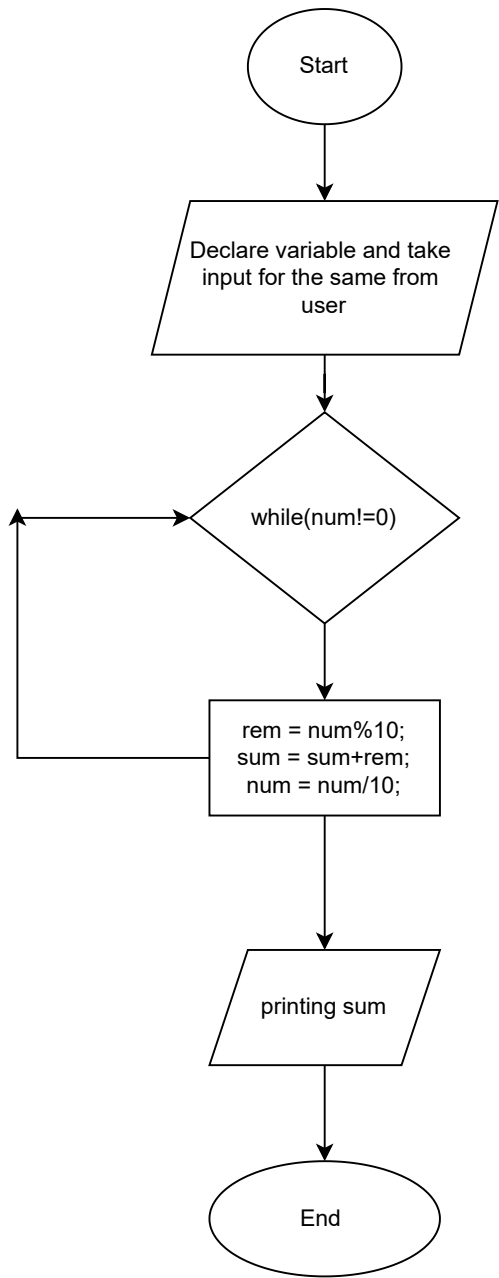 Start
Declare variable and take
input for the same from
user
while(num!=0)
rem = num%10;
sum = sum+rem;
num = num/10;
printing sum
End